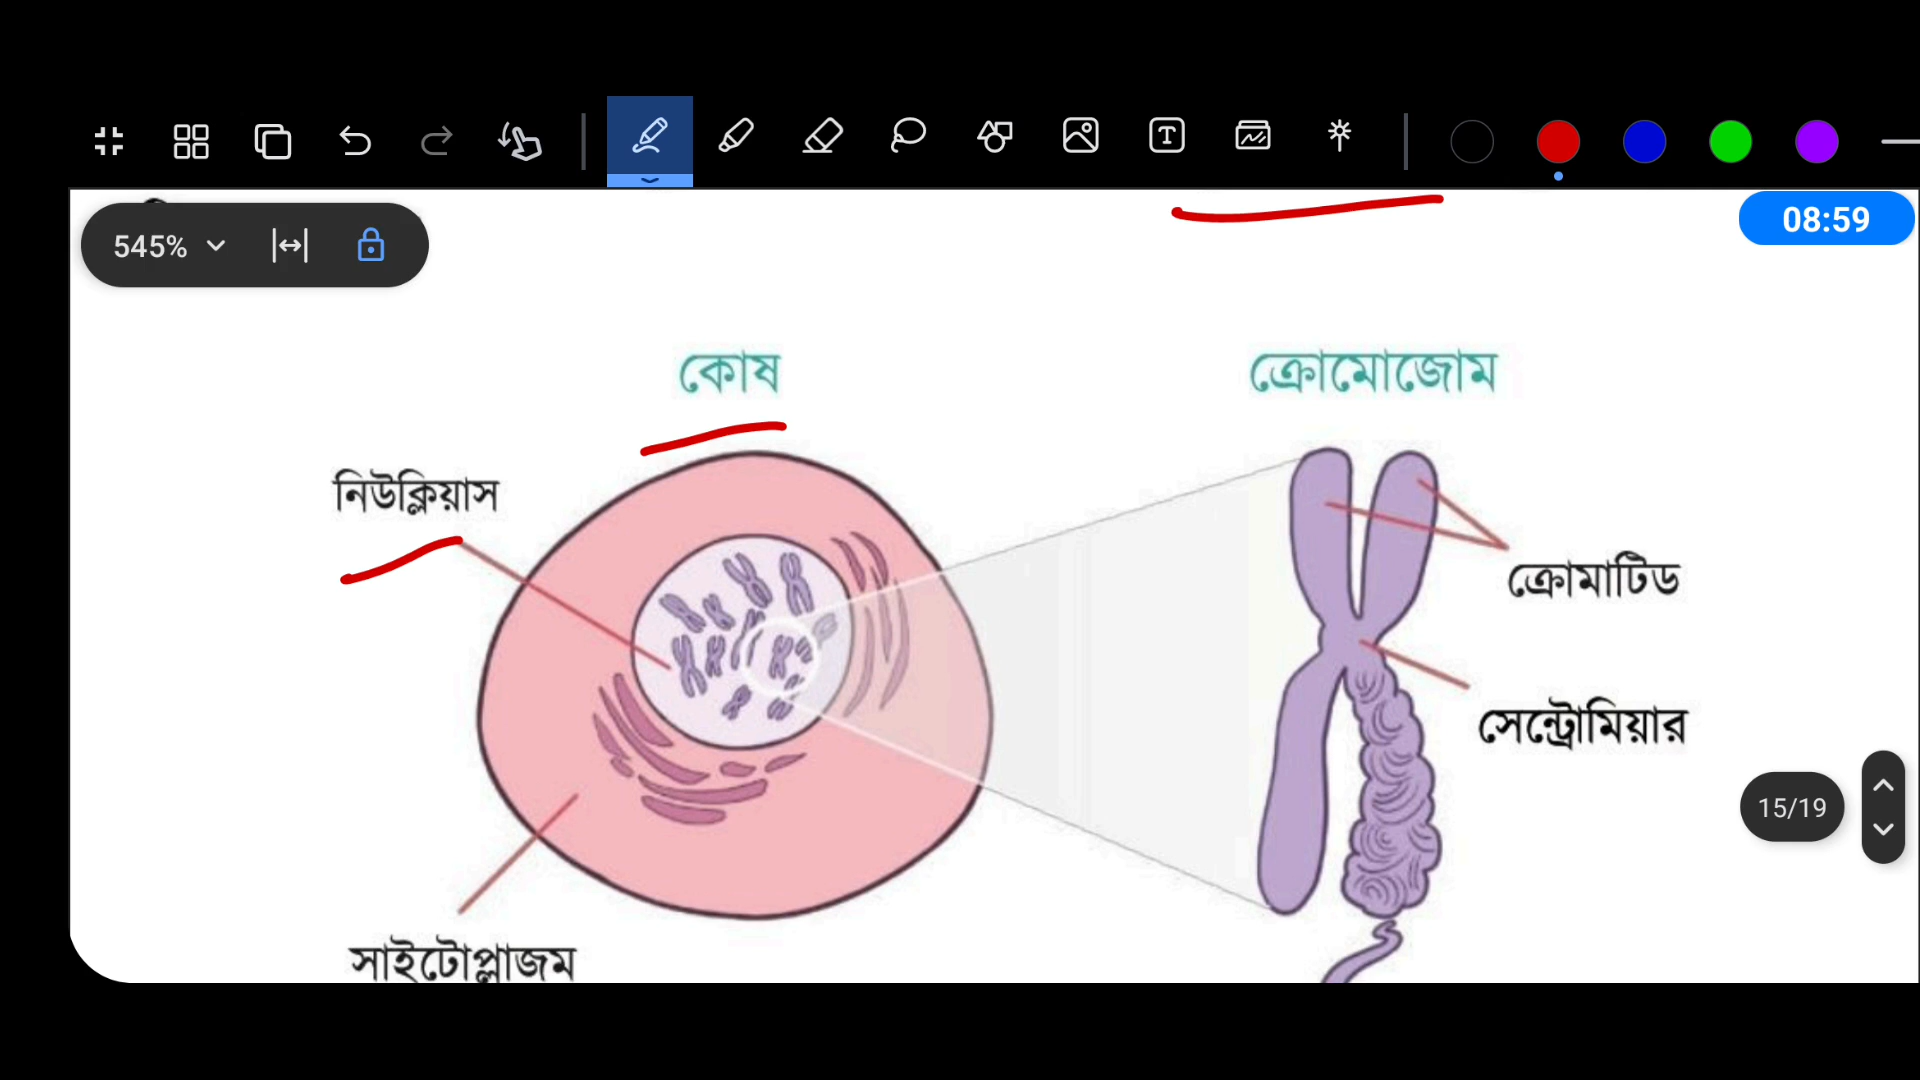 545%
08:59
কোষ
ক্রোমোজোম
নিউক্লিয়াস
ক্রোমাটিড
সেন্ট্রোমিয়ার
15/19
সাইটোপ্লাজম